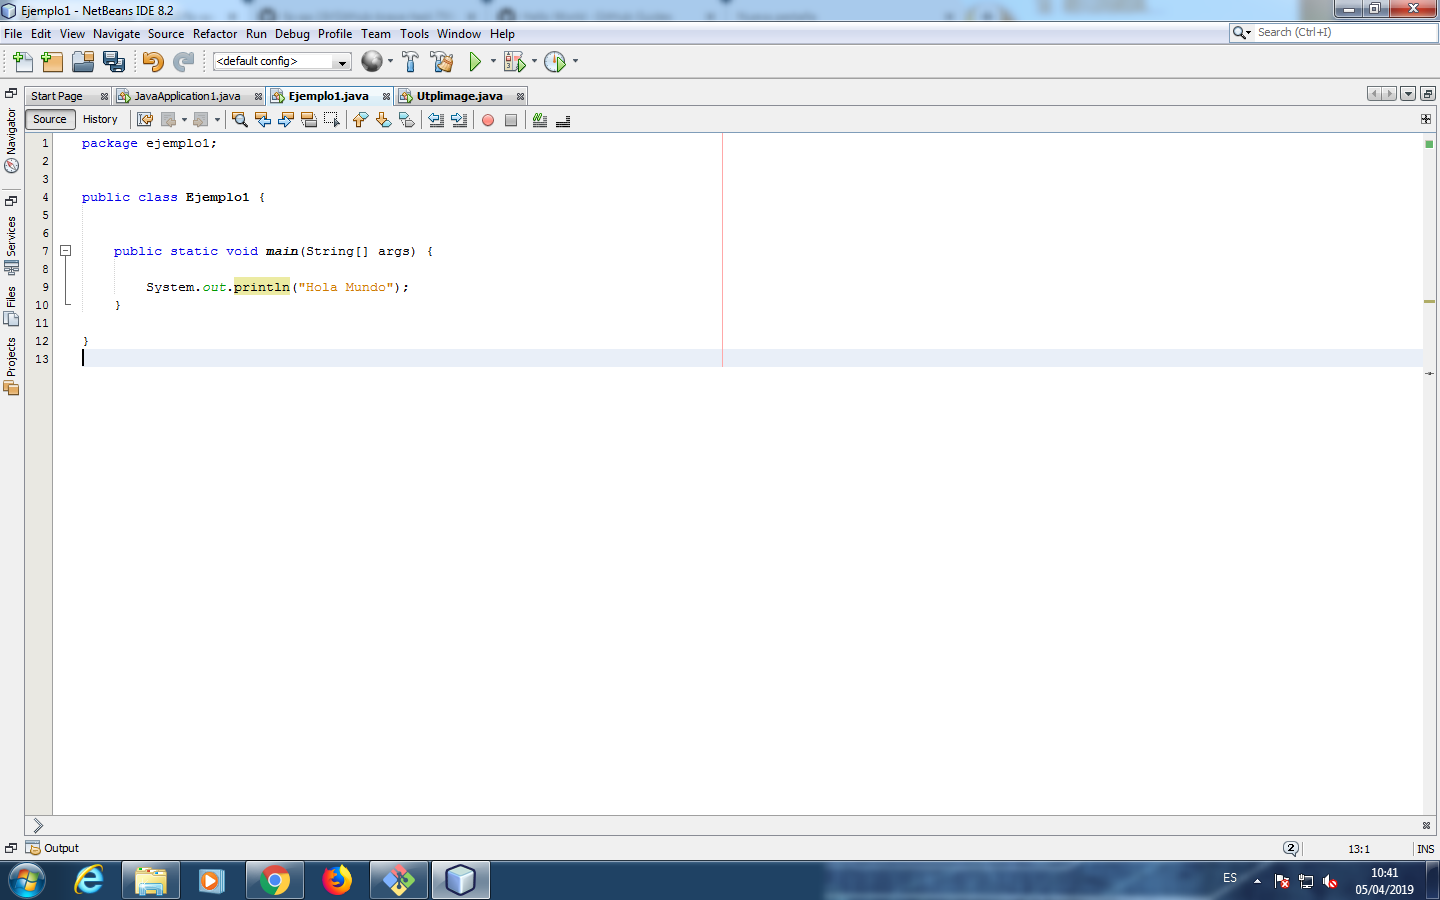 Ejemplo1 - NetBeans IDE 8.2
File Edit View Navigate Source Refactor Run Debug Profile Team Tools Window Help
Search (Ctrl+I)
<default config>
Start Page JavaApplication1.java Ejemplo1.java Utplimage.java
Source History
Navigator
Services
Files
Projects
1 package ejemplo1;
2
3
4 public class Ejemplo1 {
5
6
7 public static void main(String[] args) {
8
9 System.out.println("Hola Mundo");
10 }
11
12 }
13
Output
2
13:1
INS
ES
10:41
05/04/2019